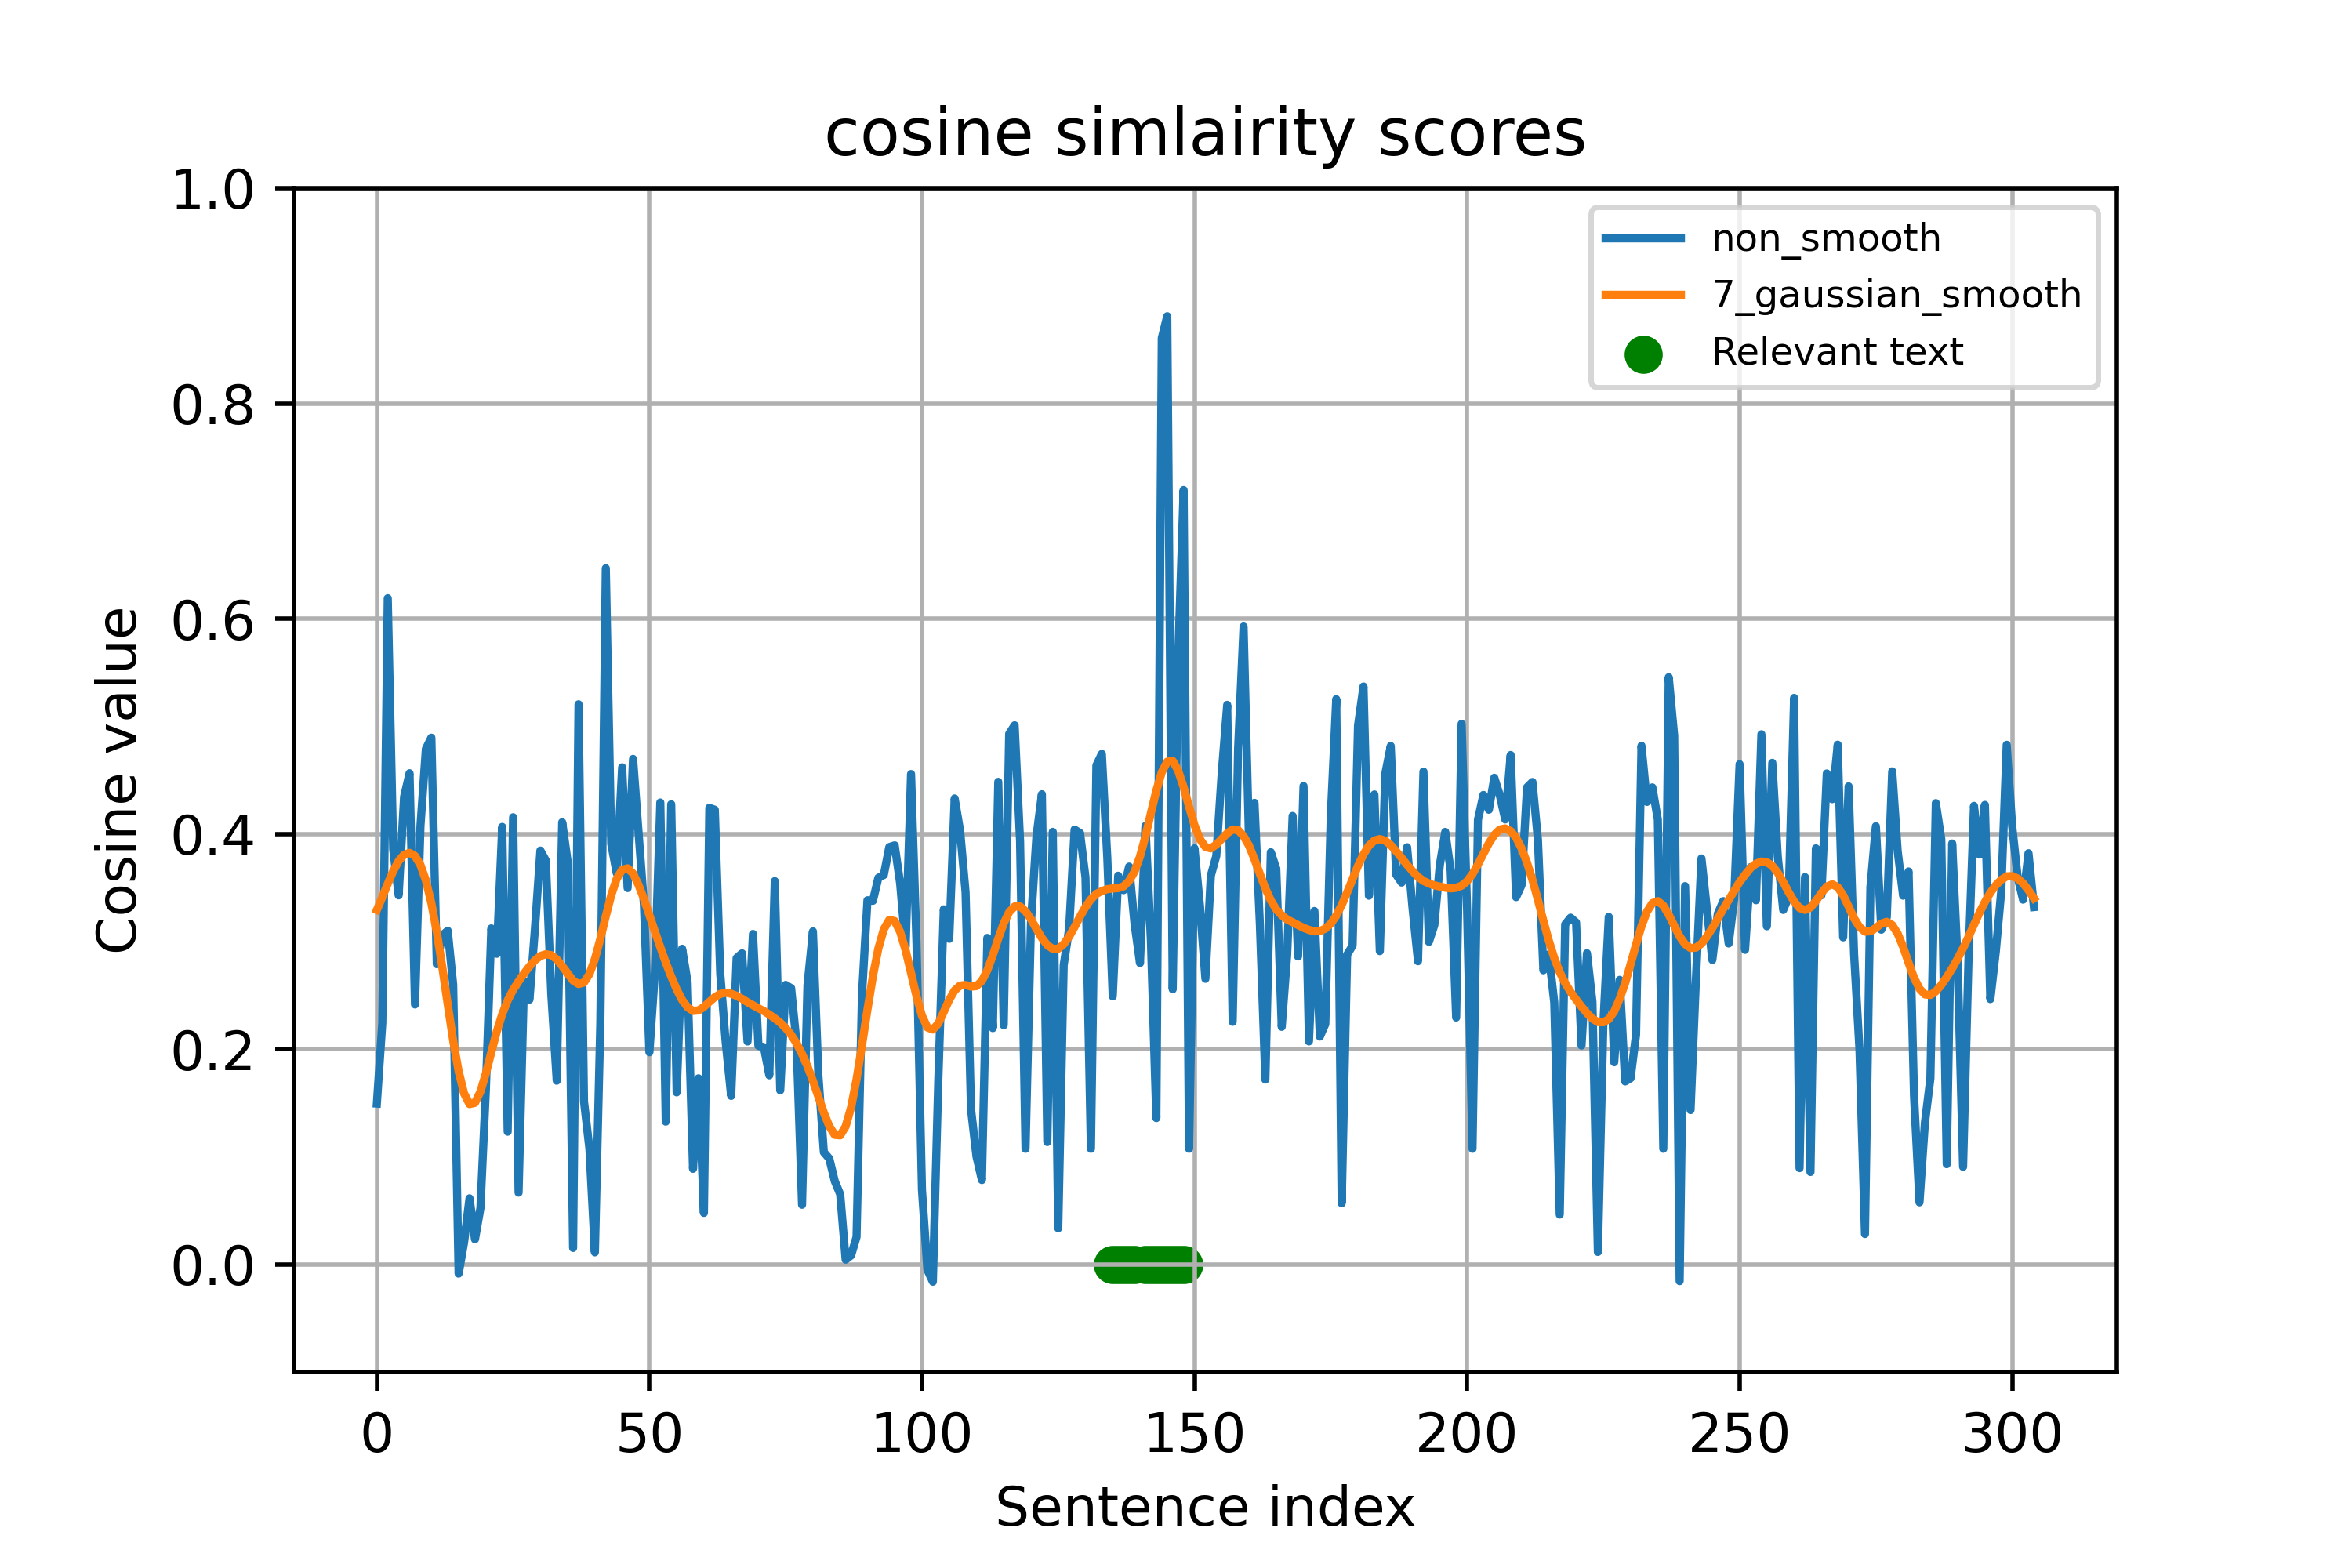 cosine simlairity scores
1.0
0.8
0.6
0.4
0.2
0.0
Cosine value
non_smooth
7_gaussian_smooth
Relevant text
0 50 100 150 200 250 300
Sentence index